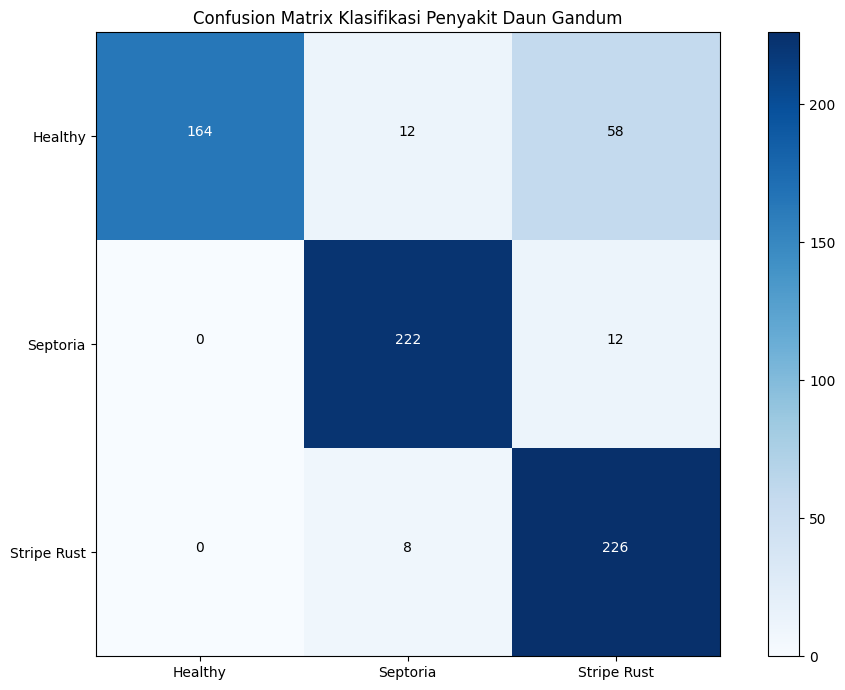 Confusion Matrix Klasifikasi Penyakit Daun Gandum
Healthy 164 12 58
Septoria 0 222 12
Stripe Rust 0 8 226
Healthy Septoria Stripe Rust
200
150
100
50
0